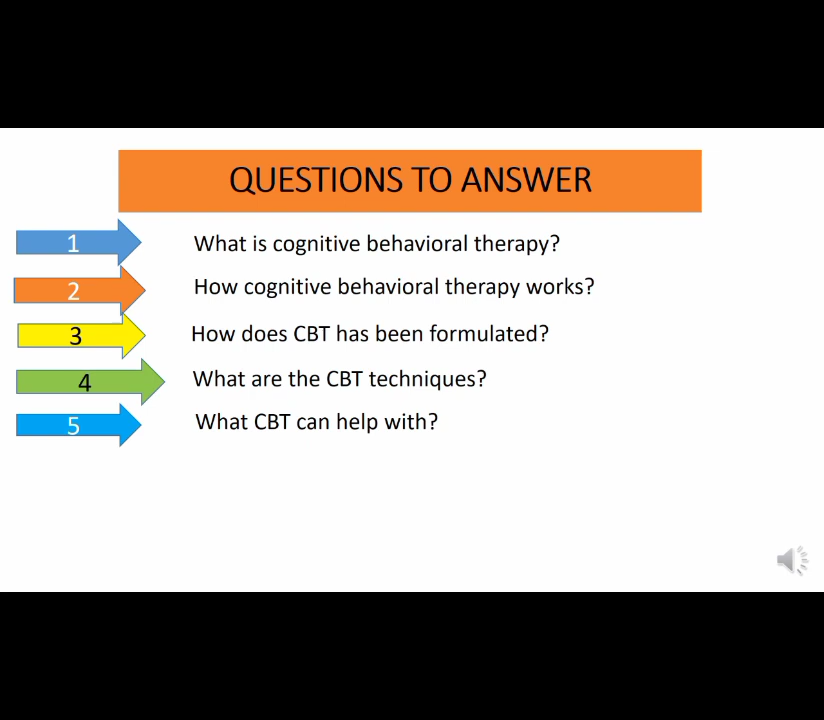 QUESTIONS TO ANSWER
1 What is cognitive behavioral therapy?
2 How cognitive behavioral therapy works?
3 How does CBT has been formulated?
4 What are the CBT techniques?
5 What CBT can help with?